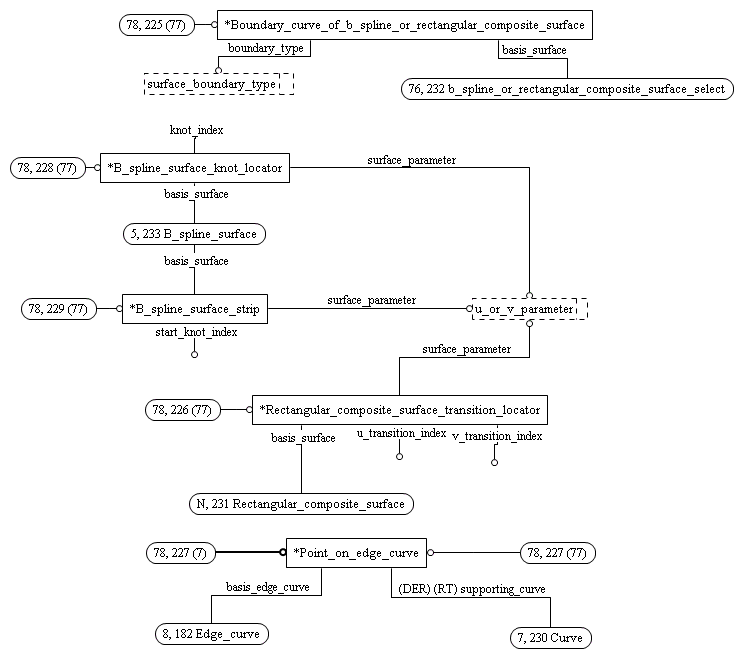 78, 225 (77)
*Boundary_curve_of_b_spline_or_rectangular_composite_surface
boundary_type
basis_surface
surface_boundary_type
76, 232 b_spline_or_rectangular_composite_surface_select
knot_index
78, 228 (77)
*B_spline_surface_knot_locator
surface_parameter
basis_surface
5, 233 B_spline_surface
basis_surface
78, 229 (77)
*B_spline_surface_strip
surface_parameter
u_or_v_parameter
start_knot_index
surface_parameter
78, 226 (77)
*Rectangular_composite_surface_transition_locator
basis_surface
u_transition_index
v_transition_index
N, 231 Rectangular_composite_surface
78, 227 (7)
*Point_on_edge_curve
78, 227 (77)
basis_edge_curve
(DER) (RT) supporting_curve
8, 182 Edge_curve
7, 230 Curve